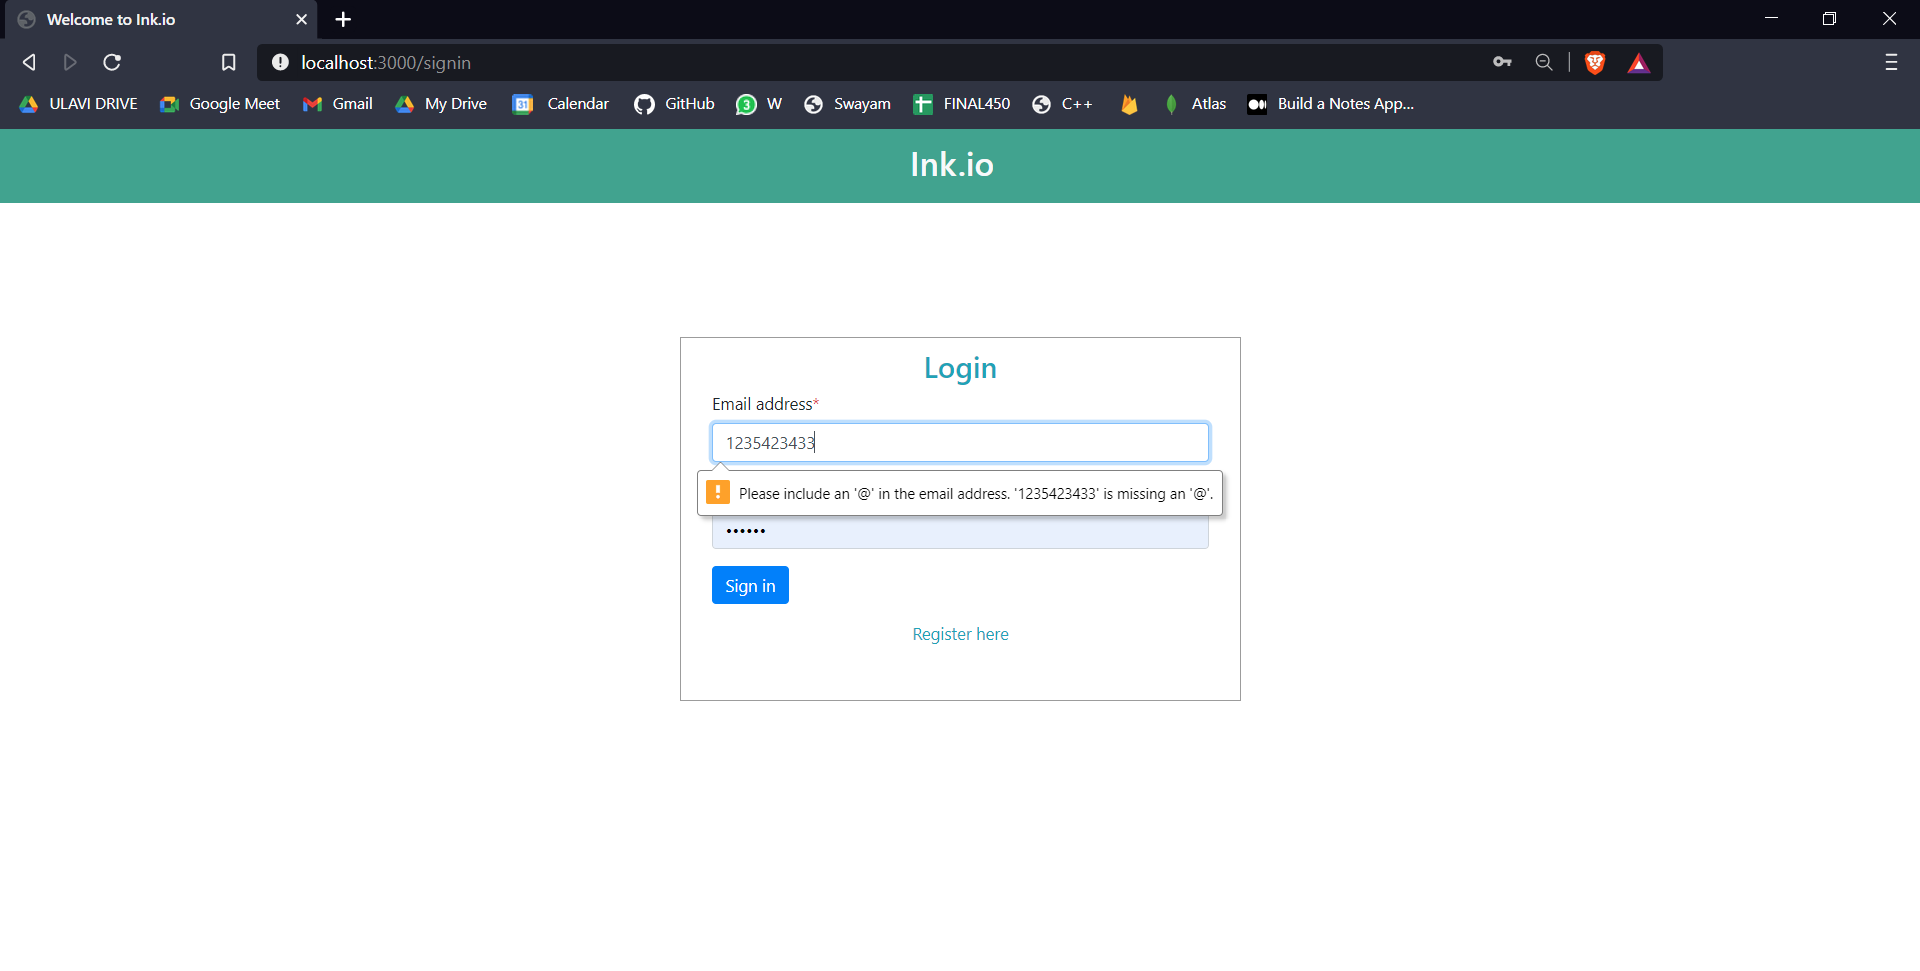 Welcome to Ink.io
localhost:3000/signin
ULAVI DRIVE Google Meet Gmail My Drive 31 Calendar GitHub 3 W Swayam FINAL450 C++ Atlas Build a Notes App...
Ink.io
Login
Email address*
1235423433
! Please include an '@' in the email address. '1235423433' is missing an '@'.
••••••
Sign in
Register here